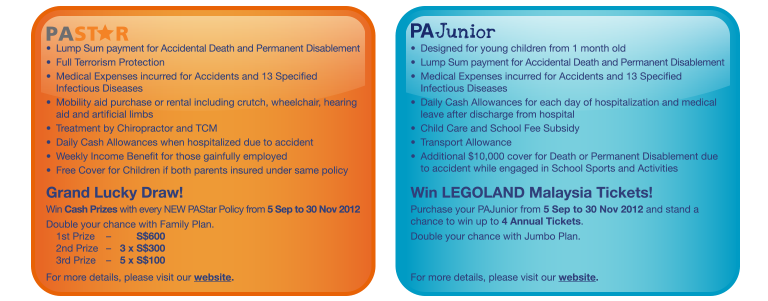 PASTAR
• Lump Sum payment for Accidental Death and Permanent Disablement
• Full Terrorism Protection
• Medical Expenses incurred for Accidents and 13 Specified
Infectious Diseases
• Mobility aid purchase or rental including crutch, wheelchair, hearing
aid and artificial limbs
• Treatment by Chiropractor and TCM
• Daily Cash Allowances when hospitalized due to accident
• Weekly Income Benefit for those gainfully employed
• Free Cover for Children if both parents insured under same policy
Grand Lucky Draw!
Win Cash Prizes with every NEW PAStar Policy from 5 Sep to 30 Nov 2012
Double your chance with Family Plan.
1st Prize – S$600
2nd Prize – 3 x S$300
3rd Prize – 5 x S$100
For more details, please visit our website.
PAJunior
• Designed for young children from 1 month old
• Lump Sum payment for Accidental Death and Permanent Disablement
• Medical Expenses incurred for Accidents and 13 Specified
Infectious Diseases
• Daily Cash Allowances for each day of hospitalization and medical
leave after discharge from hospital
• Child Care and School Fee Subsidy
• Transport Allowance
• Additional $10,000 cover for Death or Permanent Disablement due
to accident while engaged in School Sports and Activities
Win LEGOLAND Malaysia Tickets!
Purchase your PAJunior from 5 Sep to 30 Nov 2012 and stand a
chance to win up to 4 Annual Tickets.
Double your chance with Jumbo Plan.
For more details, please visit our website.